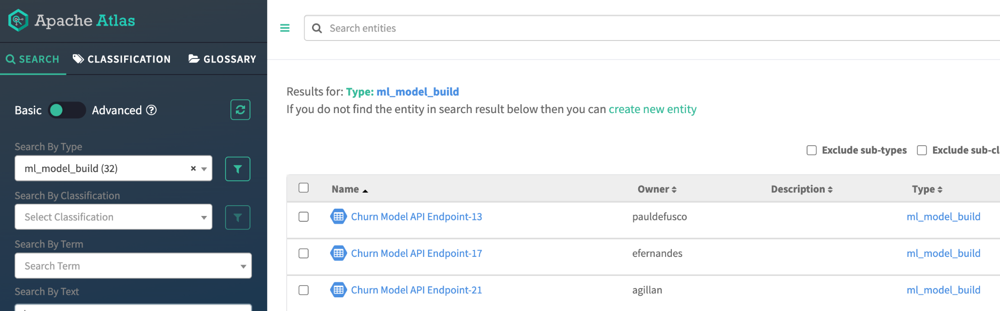 Apache Atlas
SEARCH CLASSIFICATION GLOSSARY
Basic Advanced ?
Search By Type
ml_model_build (32) ×
Search By Classification
Select Classification
Search By Term
Search Term
Search By Text
Search entities
Results for: Type: ml_model_build
If you do not find the entity in search result below then you can create new entity
Exclude sub-types Exclude sub-cl
Name Owner Description Type
Churn Model API Endpoint-13 pauldefusco ml_model_build
Churn Model API Endpoint-17 efernandes ml_model_build
Churn Model API Endpoint-21 agillan ml_model_build